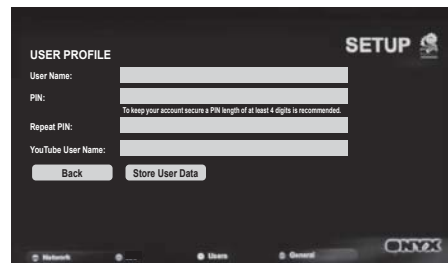 SETUP
USER PROFILE
User Name:
PIN:
To keep your account secure a PIN length of at least 4 digits is recommended.
Repeat PIN:
YouTube User Name:
Back Store User Data
Network Users General
ONYX